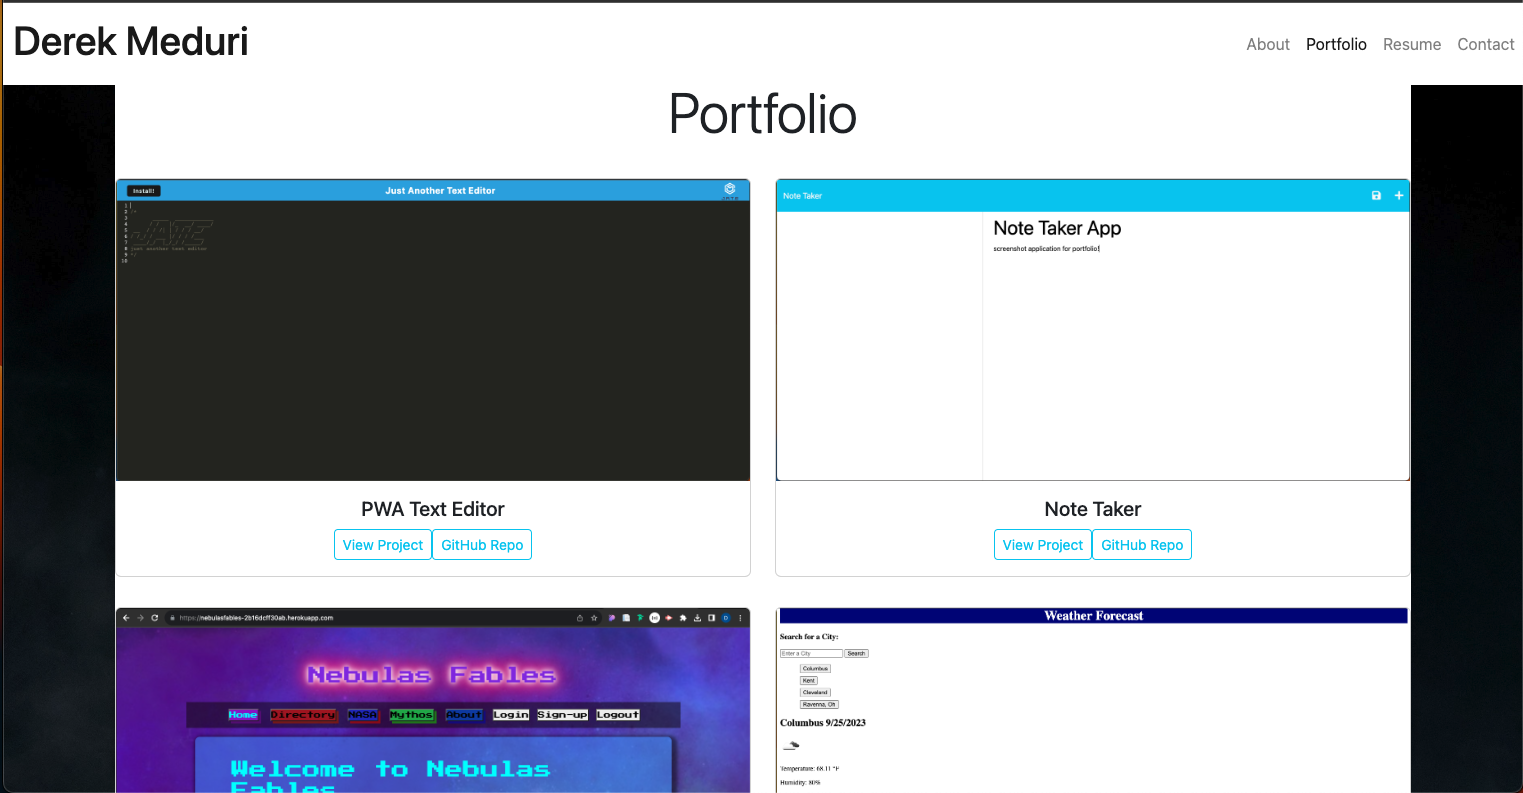 Derek Meduri
About Portfolio Resume Contact
Portfolio
Install!
Just Another Text Editor
1
2 /*
3
4
5
6
7
8 just another text editor
9 */
10
PWA Text Editor
View Project GitHub Repo
Note Taker
Note Taker App
screenshot application for portfolio!
Note Taker
View Project GitHub Repo
https://nebulasfables-2b16dcff30ab.herokuapp.com
Nebulas Fables
Home Directory NASA Mythos About Login Sign-up Logout
Welcome to Nebulas
Fables
Weather Forecast
Search for a City:
Enter a City Search
Columbus
Kent
Cleveland
Ravenna, Oh
Columbus 9/25/2023
Temperature: 68.11 °F
Humidity: 80%